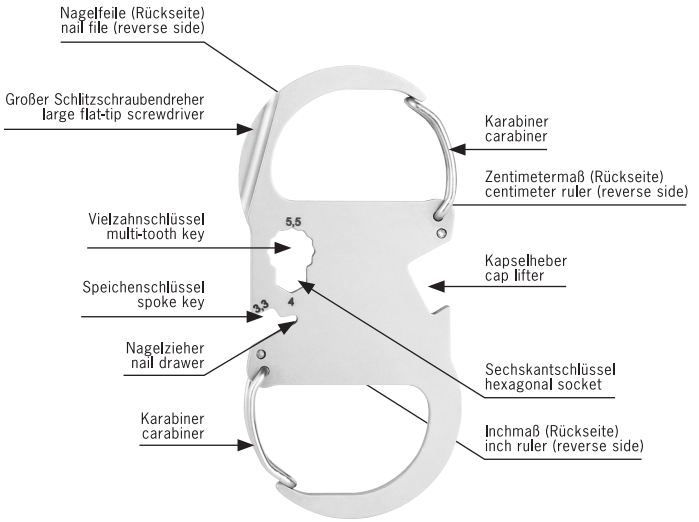 Nagelfeile (Rückseite)
nail file (reverse side)
Großer Schlitzschraubendreher
large flat-tip screwdriver
Karabiner
carabiner
Zentimetermaß (Rückseite)
centimeter ruler (reverse side)
Vielzahnschlüssel
multi-tooth key
5,5
Kapselheber
cap lifter
Speichenschlüssel
spoke key
3,3
4
Nagelzieher
nail drawer
Sechskantschlüssel
hexagonal socket
Karabiner
carabiner
Inchmaß (Rückseite)
inch ruler (reverse side)